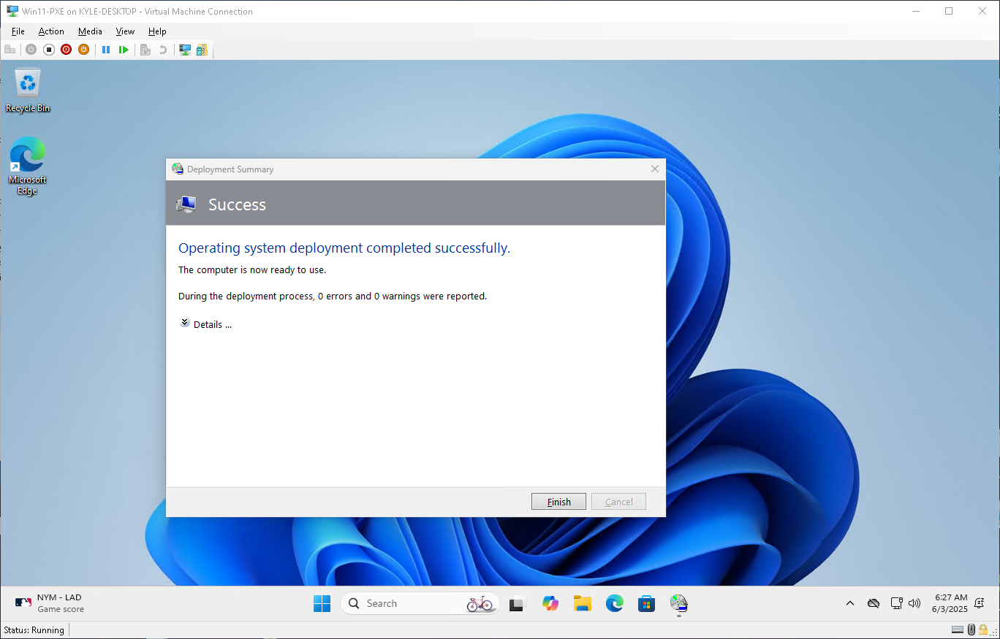 Win11-PXE on KYLE-DESKTOP - Virtual Machine Connection
File Action Media View Help
Recycle Bin
Microsoft
Edge
Deployment Summary
Success
Operating system deployment completed successfully.
The computer is now ready to use.
During the deployment process, 0 errors and 0 warnings were reported.
Details ...
Finish Cancel
NYM - LAD
Game score
Search
6:27 AM
6/3/2025
Status: Running